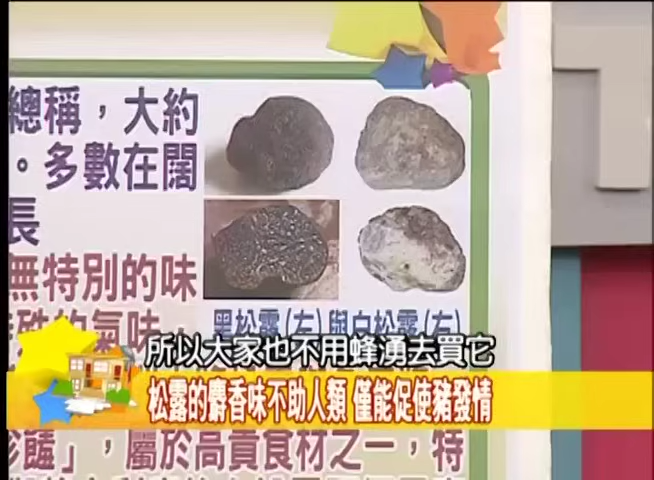 總稱，大約
。多數在闊
長
無特別的味
的氣味，
黑松露(左)與白松露(右)
所以大家也不用蜂湧去買它
松露的麝香味不助人類 僅能促使豬發情
」，屬於高貴食材之一，特